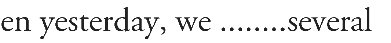 en yesterday, we ........several